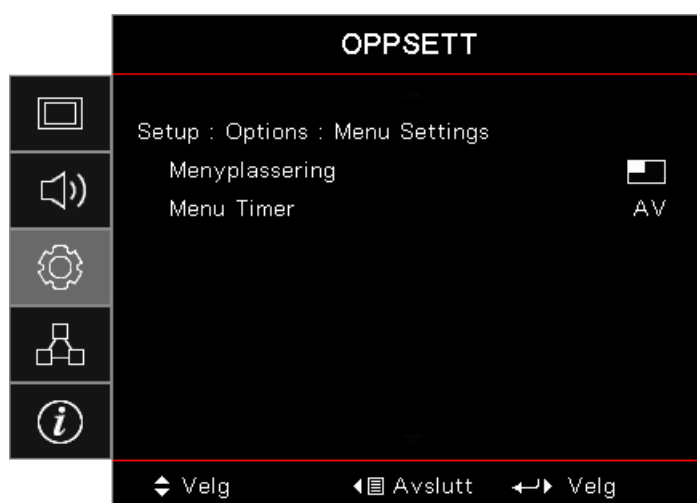 OPPSETT
Setup : Options : Menu Settings
Menyplassering
Menu Timer AV
Velg Avslutt Velg